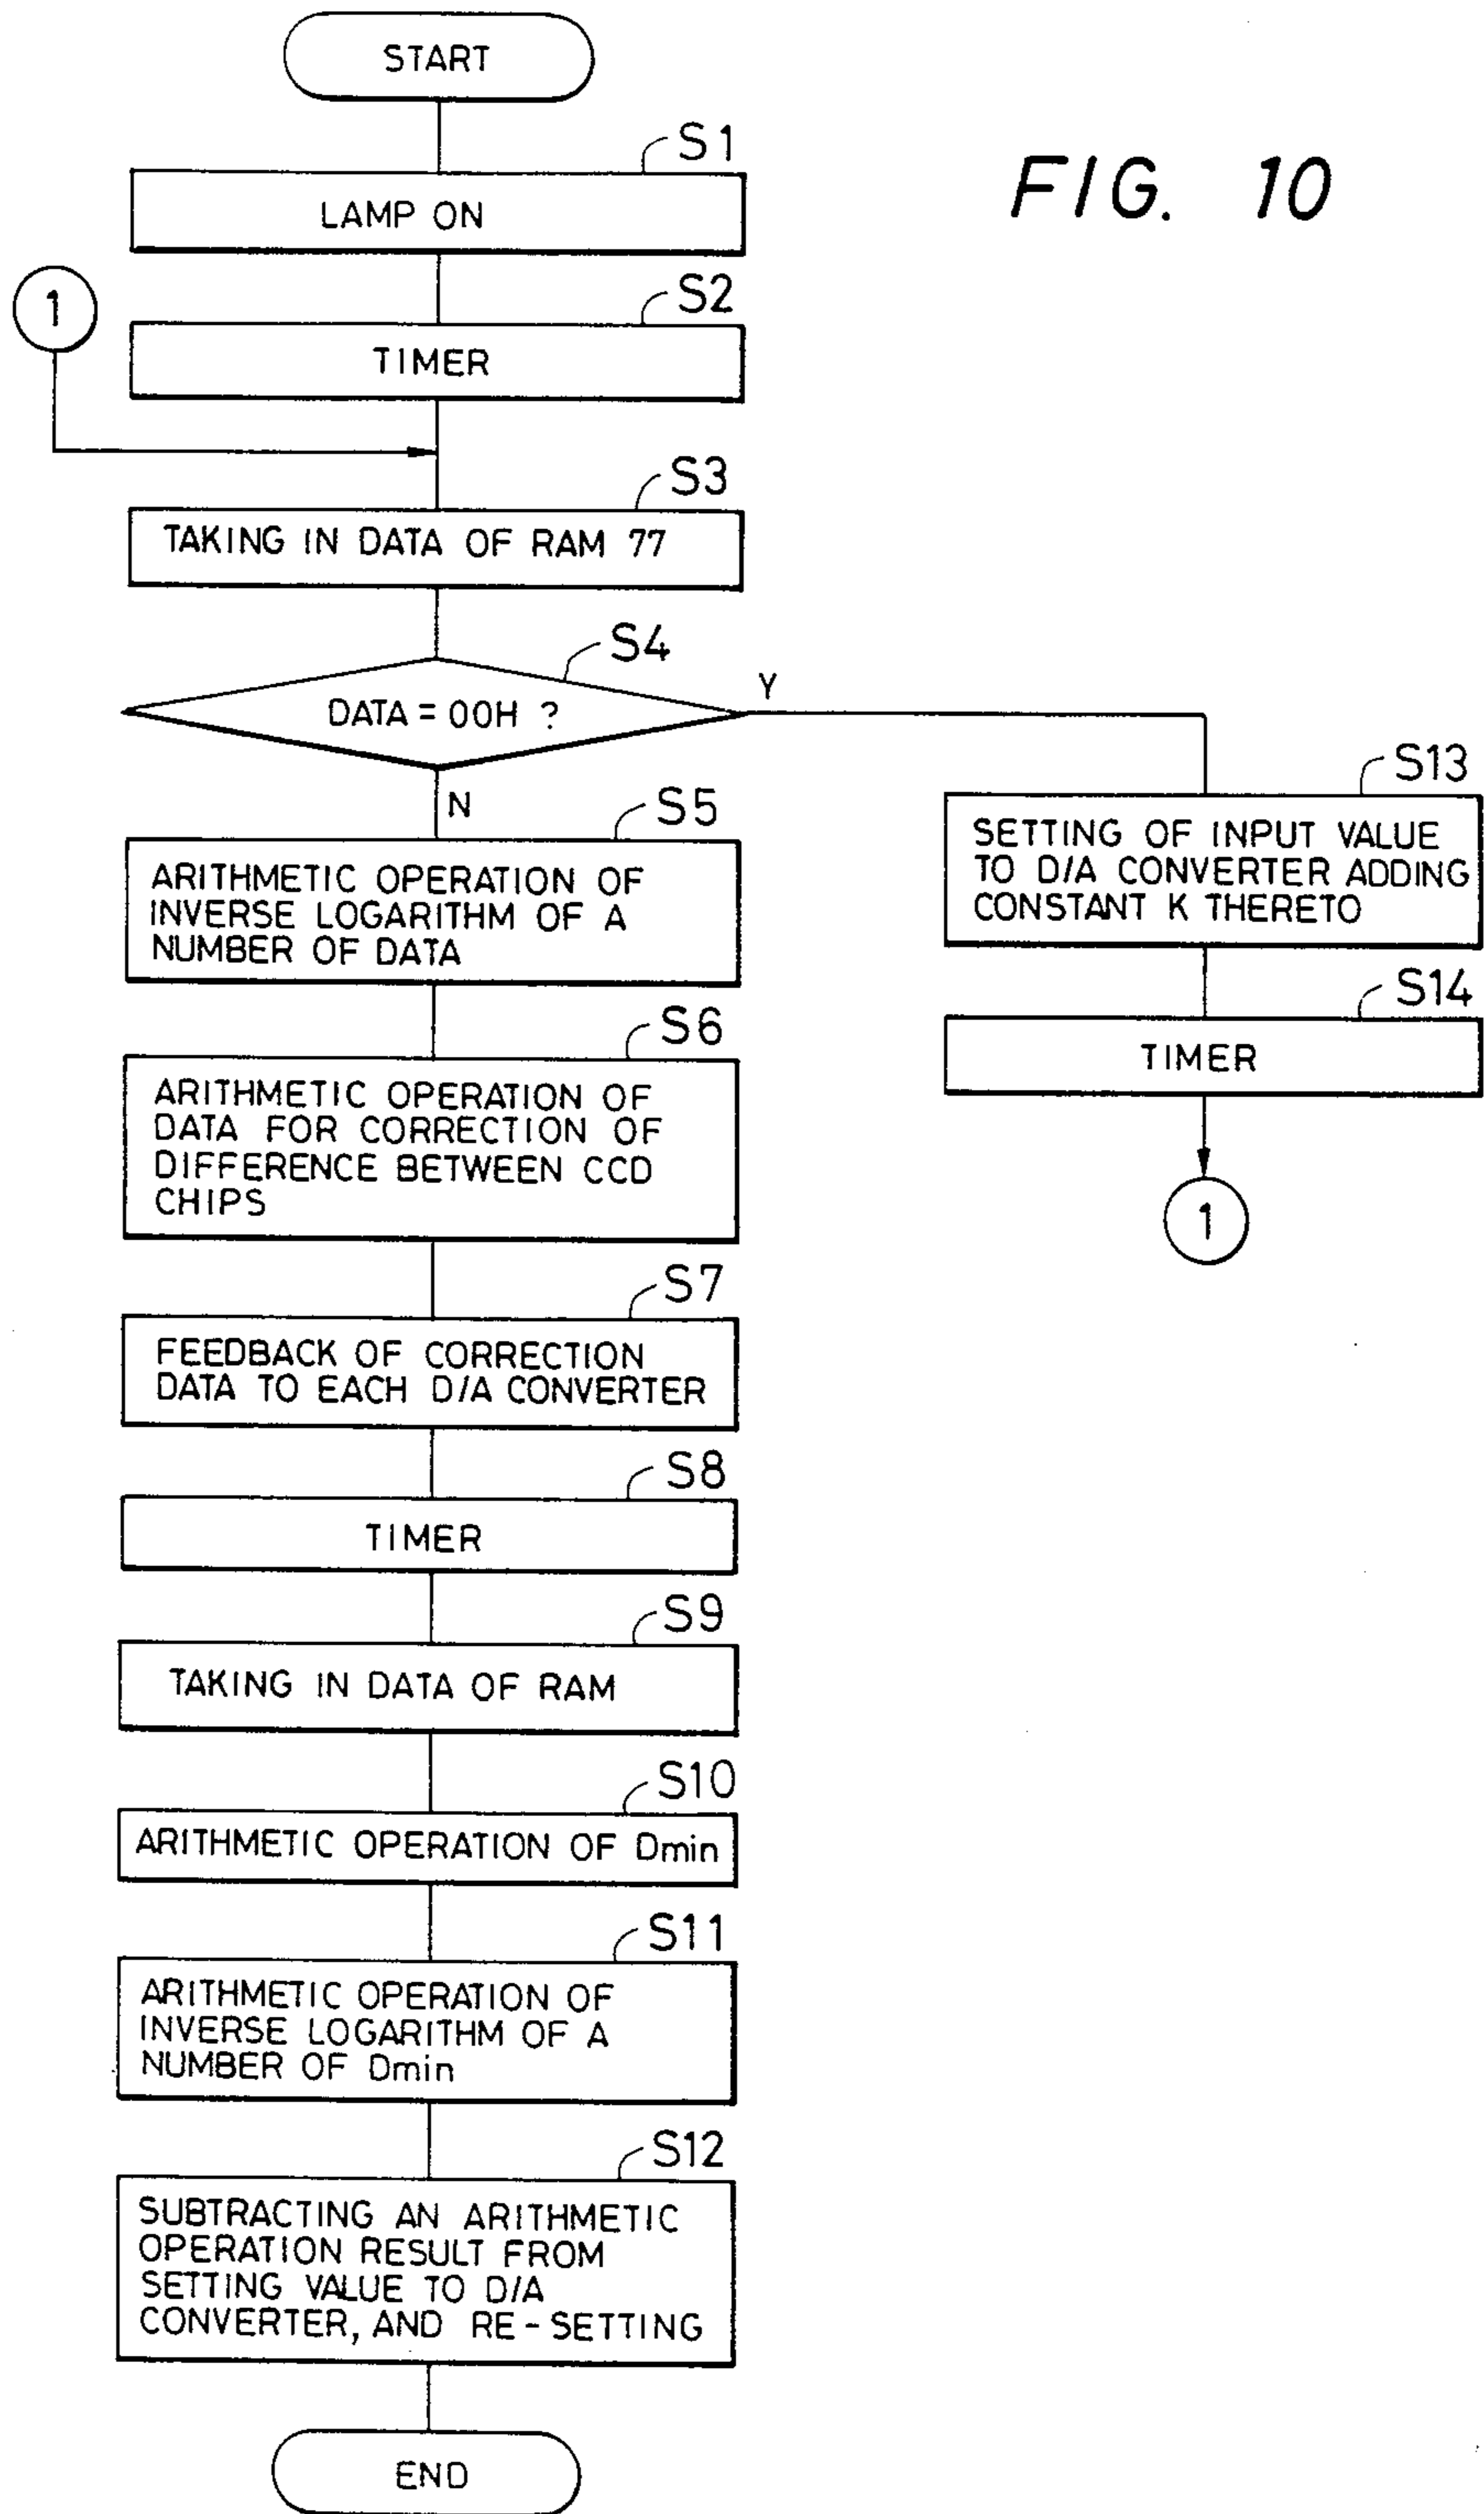 START
FIG. 10
S1
LAMP ON
1
S2
TIMER
S3
TAKING IN DATA OF RAM 77
S4
DATA = 00H ?
Y
N
S13
SETTING OF INPUT VALUE
TO D/A CONVERTER ADDING
CONSTANT K THERETO
S14
TIMER
1
S5
ARITHMETIC OPERATION OF
INVERSE LOGARITHM OF A
NUMBER OF DATA
S6
ARITHMETIC OPERATION OF
DATA FOR CORRECTION OF
DIFFERENCE BETWEEN CCD
CHIPS
S7
FEEDBACK OF CORRECTION
DATA TO EACH D/A CONVERTER
S8
TIMER
S9
TAKING IN DATA OF RAM
S10
ARITHMETIC OPERATION OF Dmin
S11
ARITHMETIC OPERATION OF
INVERSE LOGARITHM OF A
NUMBER OF Dmin
S12
SUBTRACTING AN ARITHMETIC
OPERATION RESULT FROM
SETTING VALUE TO D/A
CONVERTER, AND RE-SETTING
END